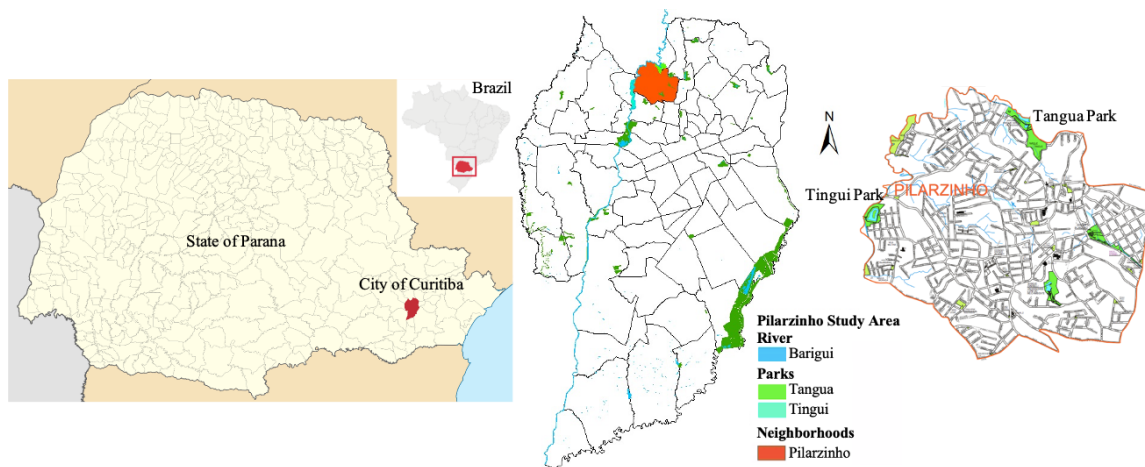 Brazil
State of Parana
City of Curitiba
N
Pilarzinho Study Area
River
Barigui
Parks
Tangua
Tingui
Neighborhoods
Pilarzinho
Tangua Park
Tingui Park
PILARZINHO